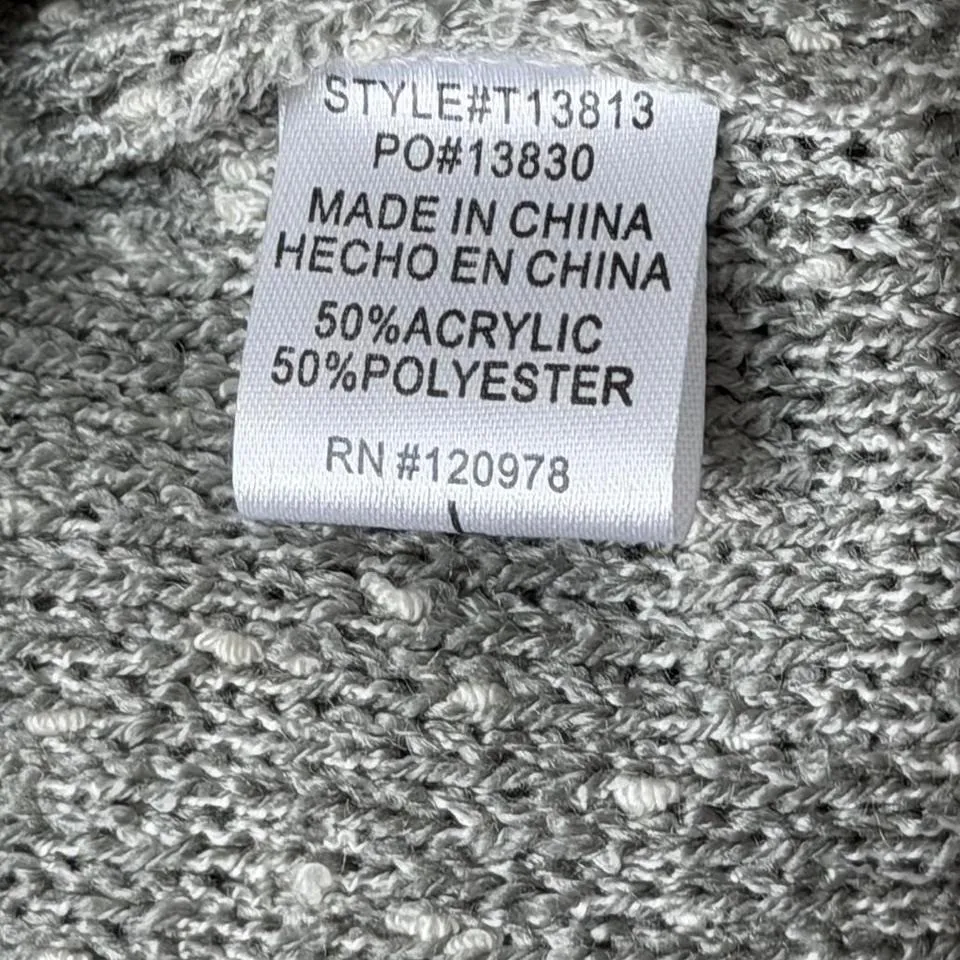 STYLE#T13813
PO#13830
MADE IN CHINA
HECHO EN CHINA
50%ACRYLIC
50%POLYESTER
RN #120978